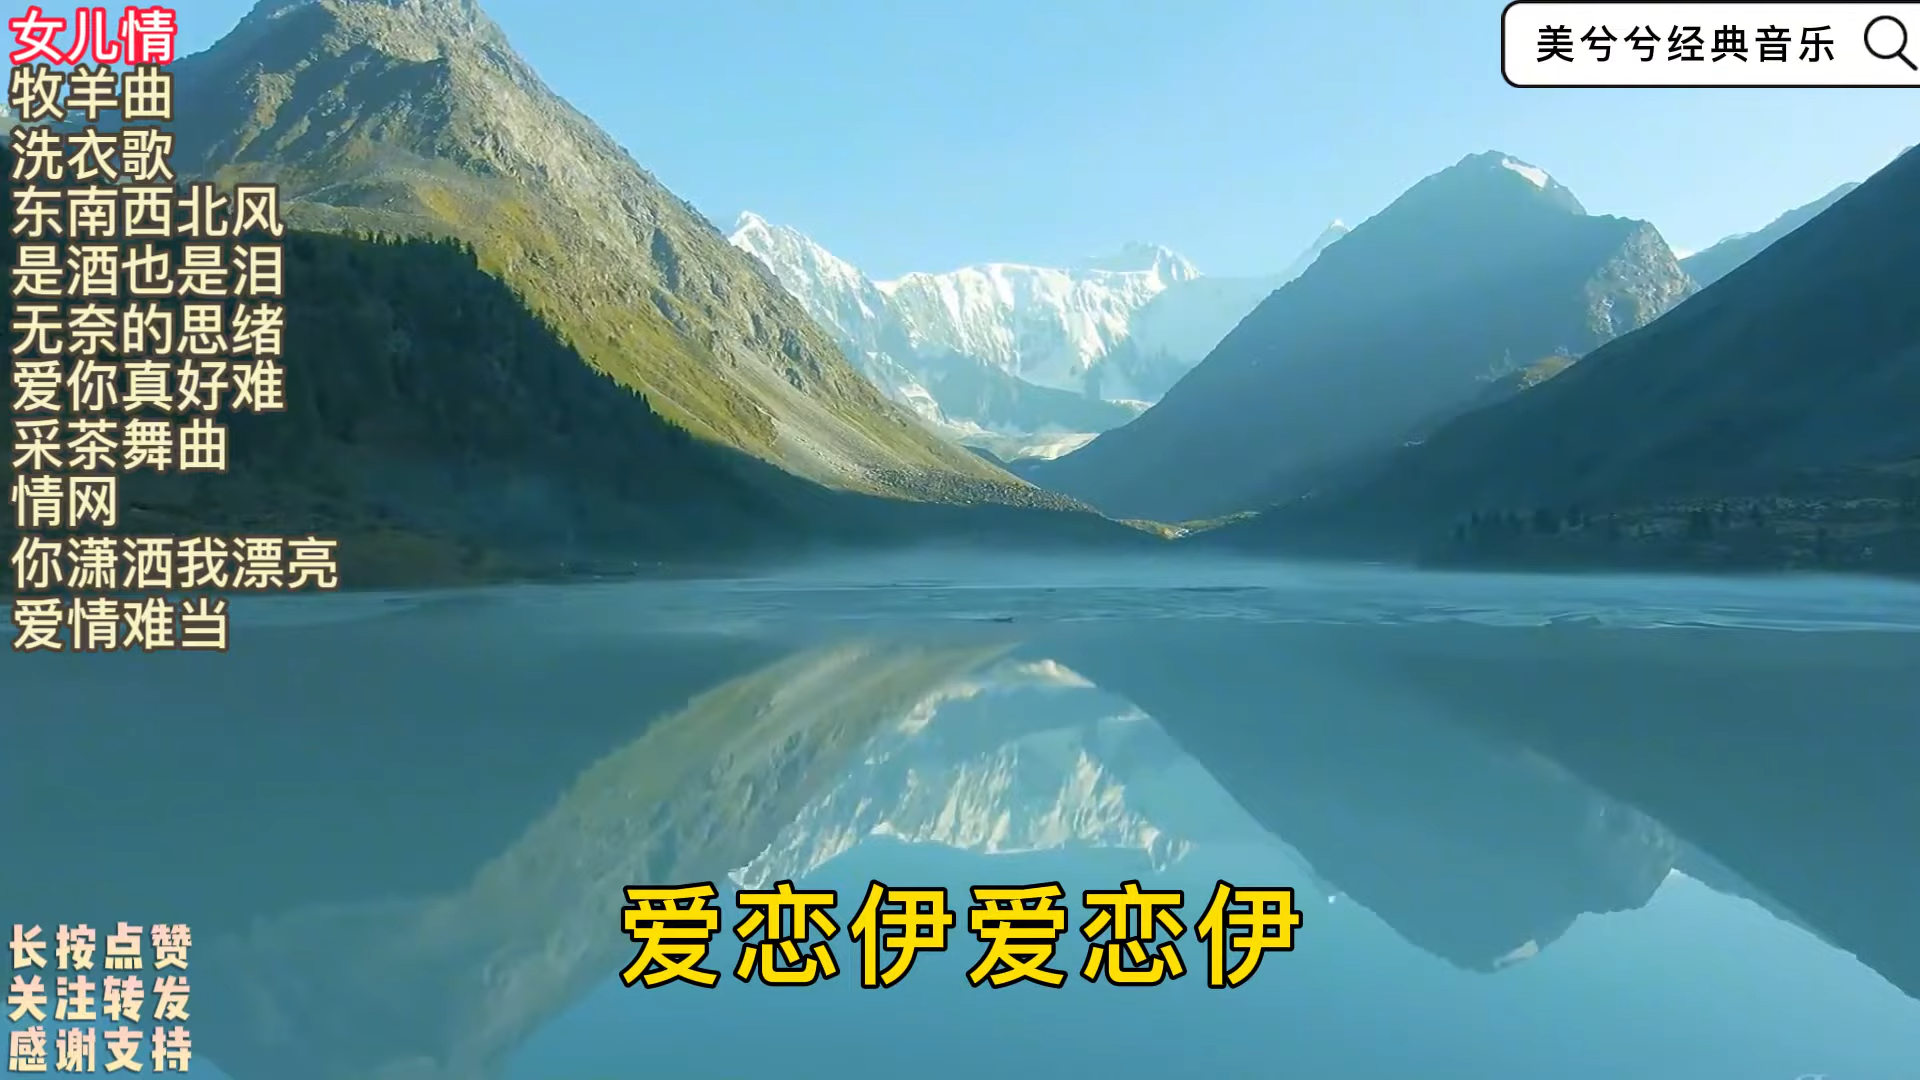 女儿情
牧羊曲
洗衣歌
东南西北风
是酒也是泪
无奈的思绪
爱你真好难
采茶舞曲
情网
你潇洒我漂亮
爱情难当
美兮兮经典音乐
爱恋伊爱恋伊
长按点赞
关注转发
感谢支持